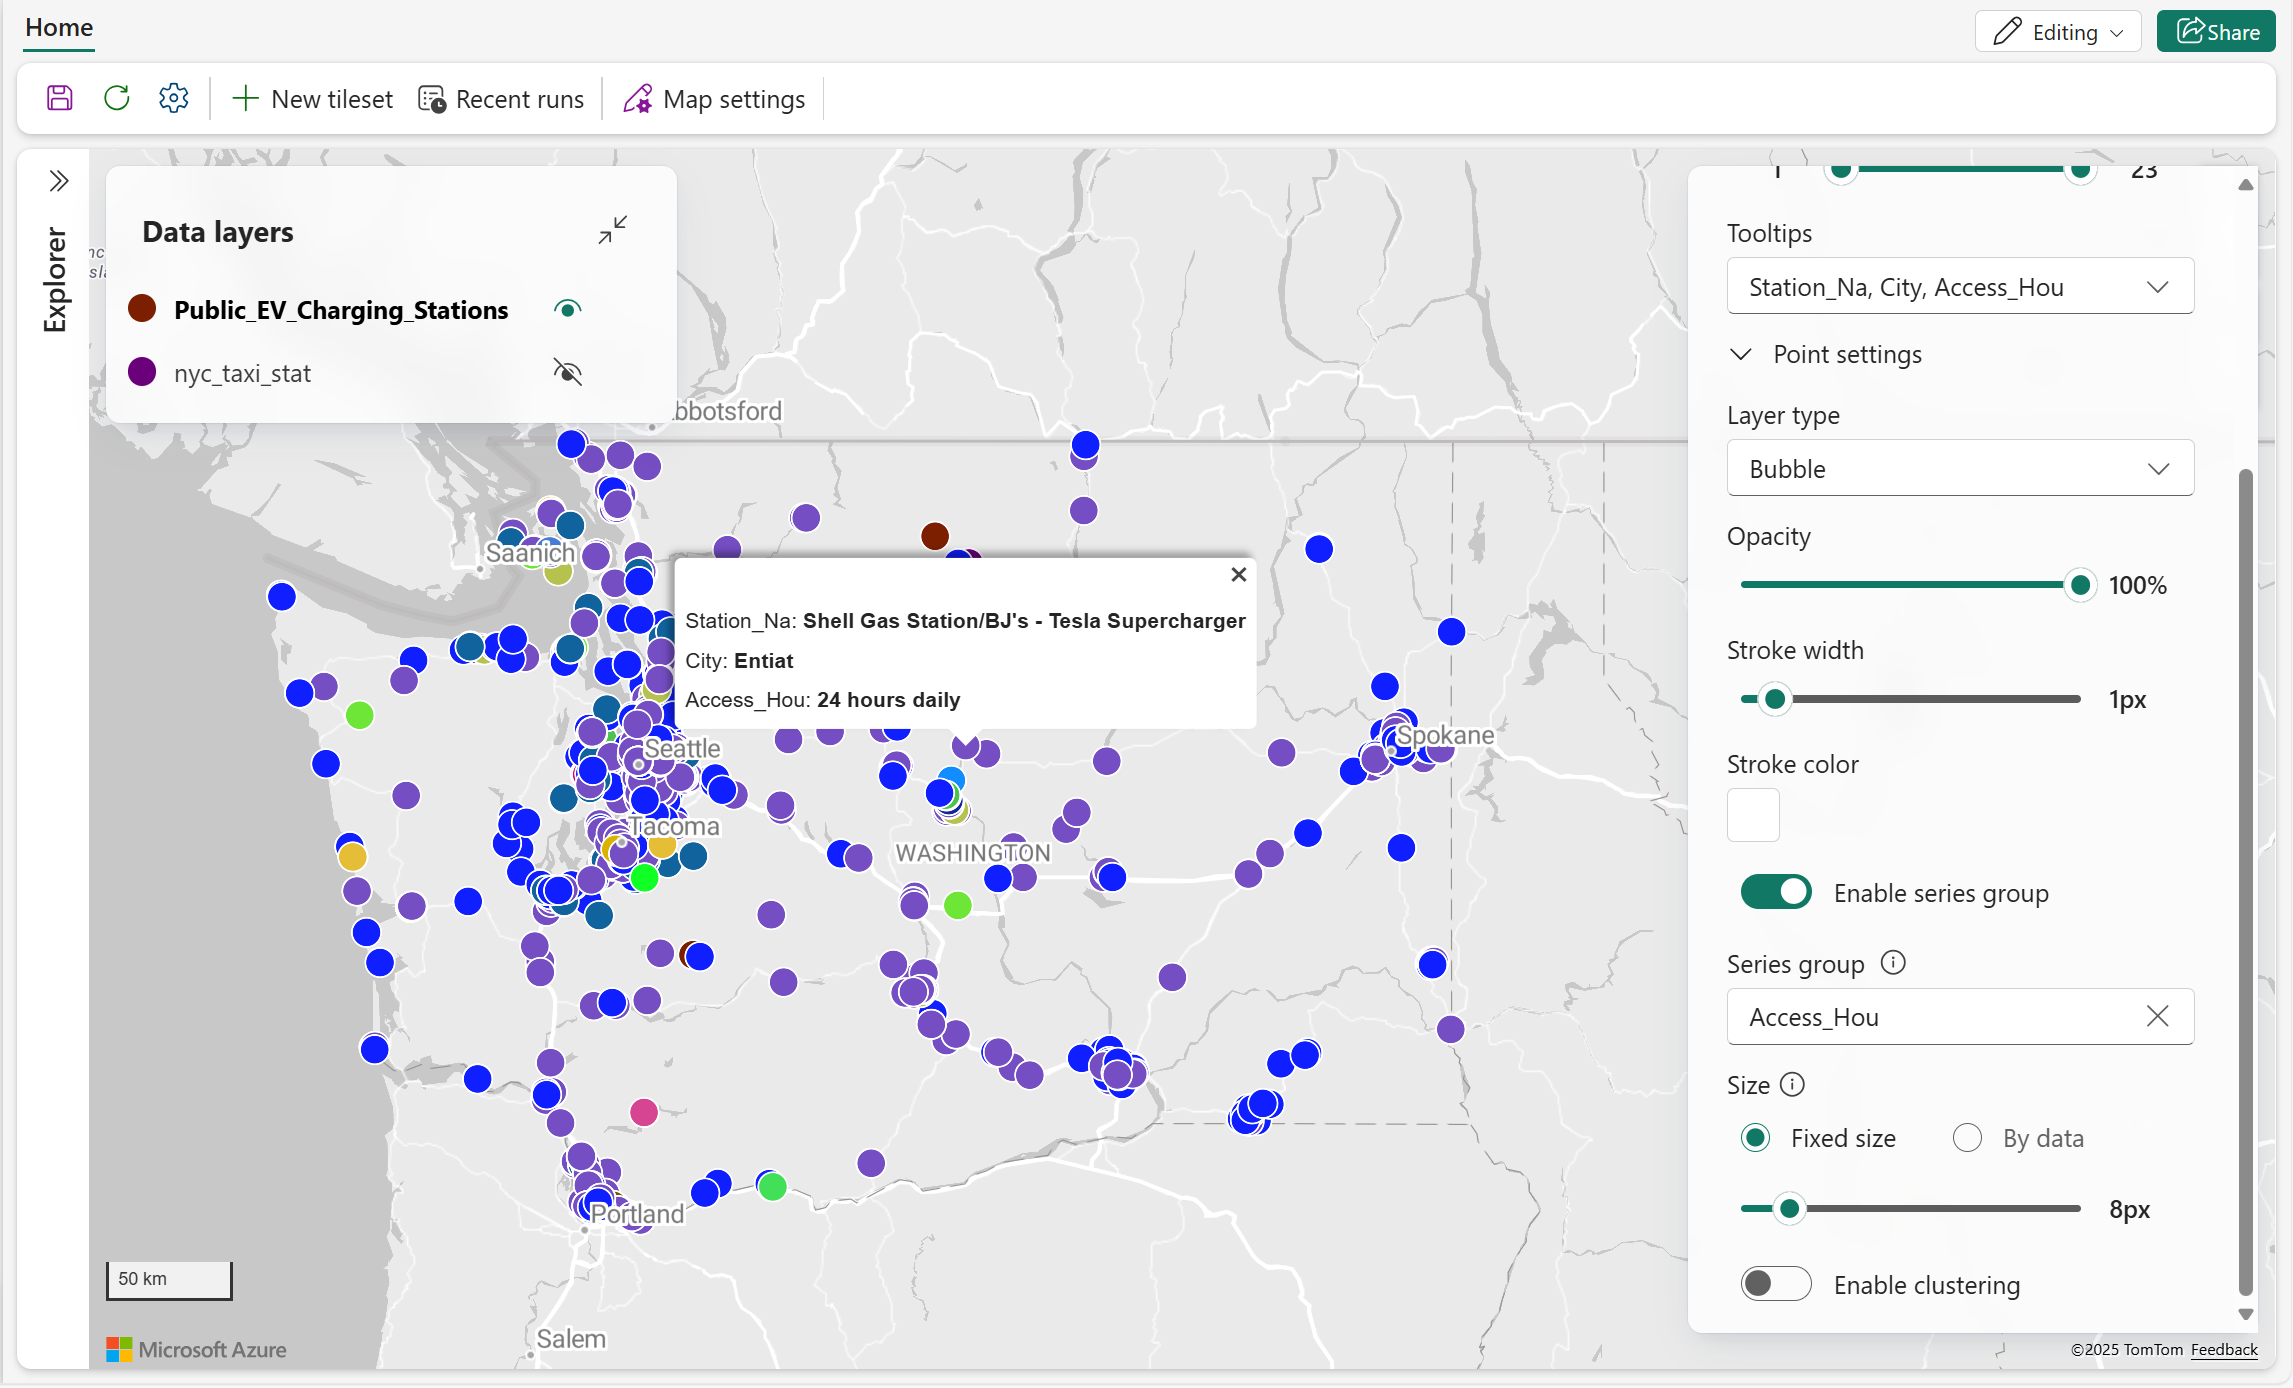 Home
Editing
Share
New tileset
Recent runs
Map settings
Explorer
Data layers
Public_EV_Charging_Stations
nyc_taxi_stat
bbotsford
Saanich
Station_Na: Shell Gas Station/BJ's - Tesla Supercharger
City: Entiat
Access_Hou: 24 hours daily
Seattle
Spokane
Tacoma
WASHINGTON
Portland
Salem
50 km
Microsoft Azure
1
23
Tooltips
Station_Na, City, Access_Hou
Point settings
Layer type
Bubble
Opacity
100%
Stroke width
1px
Stroke color
Enable series group
Series group
Access_Hou
Size
Fixed size
By data
8px
Enable clustering
©2025 TomTom Feedback